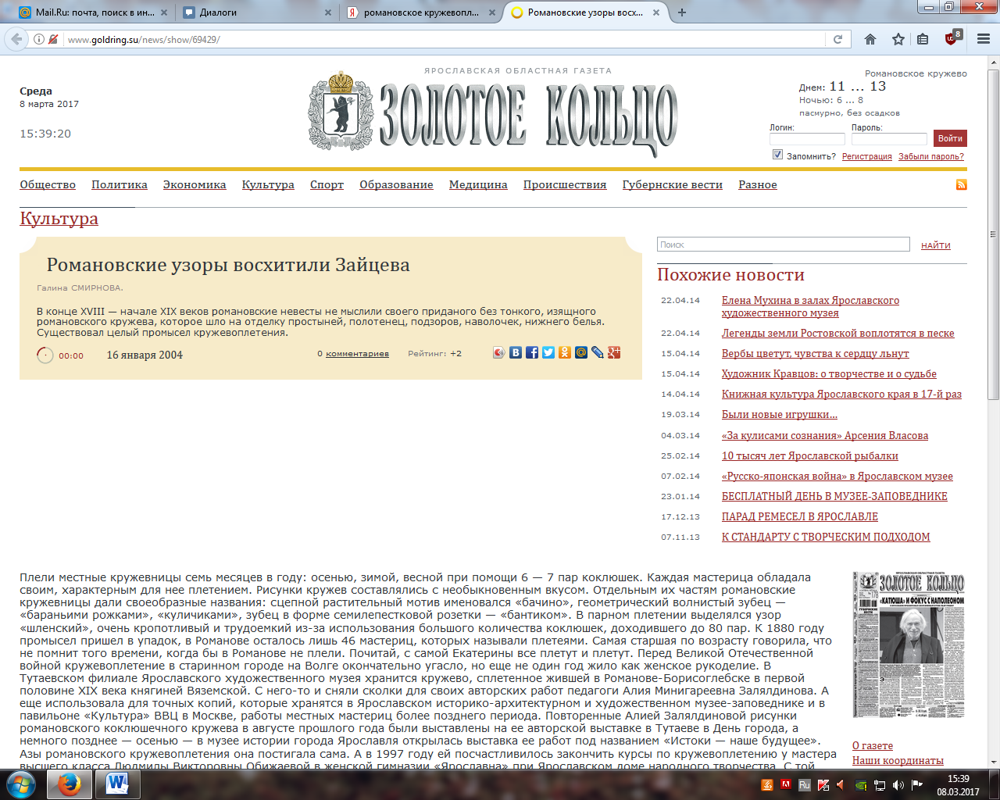 Mail.Ru: почта, поиск в ин...
Диалоги
романовское кружевопл...
Романовские узоры восх...
www.goldring.su/news/show/69429/
8
ЯРОСЛАВСКАЯ ОБЛАСТНАЯ ГАЗЕТА
ЗОЛОТОЕ КОЛЬЦО
Среда
8 марта 2017
15:39:20
Романовское кружево
Днем: 11 ... 13
Ночью: 6 ... 8
пасмурно, без осадков
Логин: Пароль:
Войти
Запомнить? Регистрация Забыли пароль?
Общество Политика Экономика Культура Спорт Образование Медицина Происшествия Губернские вести Разное
Культура
Романовские узоры восхитили Зайцева
Галина СМИРНОВА.
В конце XVIII — начале XIX веков романовские невесты не мыслили своего приданого без тонкого, изящного
романовского кружева, которое шло на отделку простыней, полотенец, подзоров, наволочек, нижнего белья.
Существовал целый промысел кружевоплетения.
00:00 16 января 2004 0 комментариев Рейтинг: +2
Поиск НАЙТИ
Похожие новости
22.04.14 Елена Мухина в залах Ярославского
художественного музея
22.04.14 Легенды земли Ростовской воплотятся в песке
15.04.14 Вербы цветут, чувства к сердцу льнут
15.04.14 Художник Кравцов: о творчестве и о судьбе
14.04.14 Книжная культура Ярославского края в 17-й раз
19.03.14 Были новые игрушки…
04.03.14 «За кулисами сознания» Арсения Власова
25.02.14 10 тысяч лет Ярославской рыбалки
07.02.14 «Русско-японская война» в Ярославском музее
23.01.14 БЕСПЛАТНЫЙ ДЕНЬ В МУЗЕЕ-ЗАПОВЕДНИКЕ
17.12.13 ПАРАД РЕМЕСЕЛ В ЯРОСЛАВЛЕ
07.11.13 К СТАНДАРТУ С ТВОРЧЕСКИМ ПОДХОДОМ
Плели местные кружевницы семь месяцев в году: осенью, зимой, весной при помощи 6 — 7 пар коклюшек. Каждая мастерица обладала
своим, характерным для нее плетением. Рисунки кружев составлялись с необыкновенным вкусом. Отдельным их частям романовские
кружевницы дали своеобразные названия: сцепной растительный мотив именовался «бачино», геометрический волнистый зубец —
«бараньими рожками», «куличиками», зубец в форме семилепестковой розетки — «бантиком». В парном плетении выделялся узор
«шленский», очень кропотливый и трудоемкий из-за использования большого количества коклюшек, доходившего до 80 пар. К 1880 году
промысел пришел в упадок, в Романове осталось лишь 46 мастериц, которых называли плетеями. Самая старшая по возрасту говорила, что
не помнит того времени, когда бы в Романове не плели. Почитай, с самой Екатерины все плетут и плетут. Перед Великой Отечественной
войной кружевоплетение в старинном городе на Волге окончательно угасло, но еще не один год жило как женское рукоделие. В
Тутаевском филиале Ярославского художественного музея хранится кружево, сплетенное жившей в Романове-Борисоглебске в первой
половине XIX века княгиней Вяземской. С него-то и сняли сколки для своих авторских работ педагоги Алия Минигареевна Залялдинова. А
еще использовала для точных копий, которые хранятся в Ярославском историко-архитектурном и художественном музее-заповеднике и в
павильоне «Культура» ВВЦ в Москве, работы местных мастериц более позднего периода. Повторенные Алией Залялдиновой рисунки
романовского коклюшечного кружева в августе прошлого года были выставлены на ее авторской выставке в Тутаеве в День города, а
немного позднее — осенью — в музее истории города Ярославля открылась выставка ее работ под названием «Истоки — наше будущее».
Азы романовского кружевоплетения она постигала сама. А в 1997 году ей посчастливилось закончить курсы по кружевоплетению у мастера
высшего класса Людмилы Викторовны Обижаевой в женской гимназии «Ярославна» при Ярославском доме народного творчества. С той
ЗОЛОТОЕ КОЛЬЦО
«КАТЮША» И ФОКУС С НАПОЛЕОНОМ
О газете
Наши координаты
Ru
15:39
08.03.2017